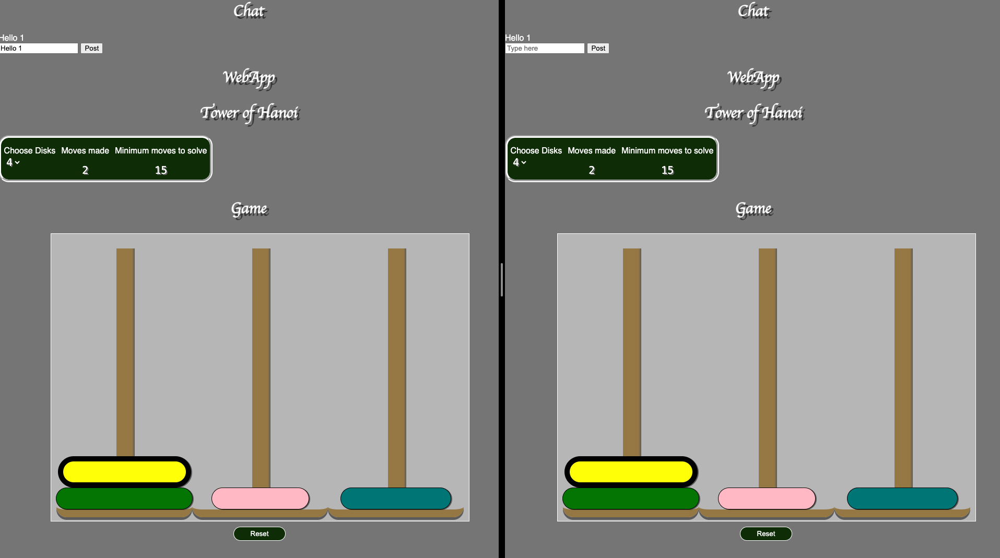 Chat
Hello 1
Hello 1 Post
WebApp
Tower of Hanoi
Choose Disks Moves made Minimum moves to solve
4 2 15
Game
Reset
Chat
Hello 1
Type here Post
WebApp
Tower of Hanoi
Choose Disks Moves made Minimum moves to solve
4 2 15
Game
Reset